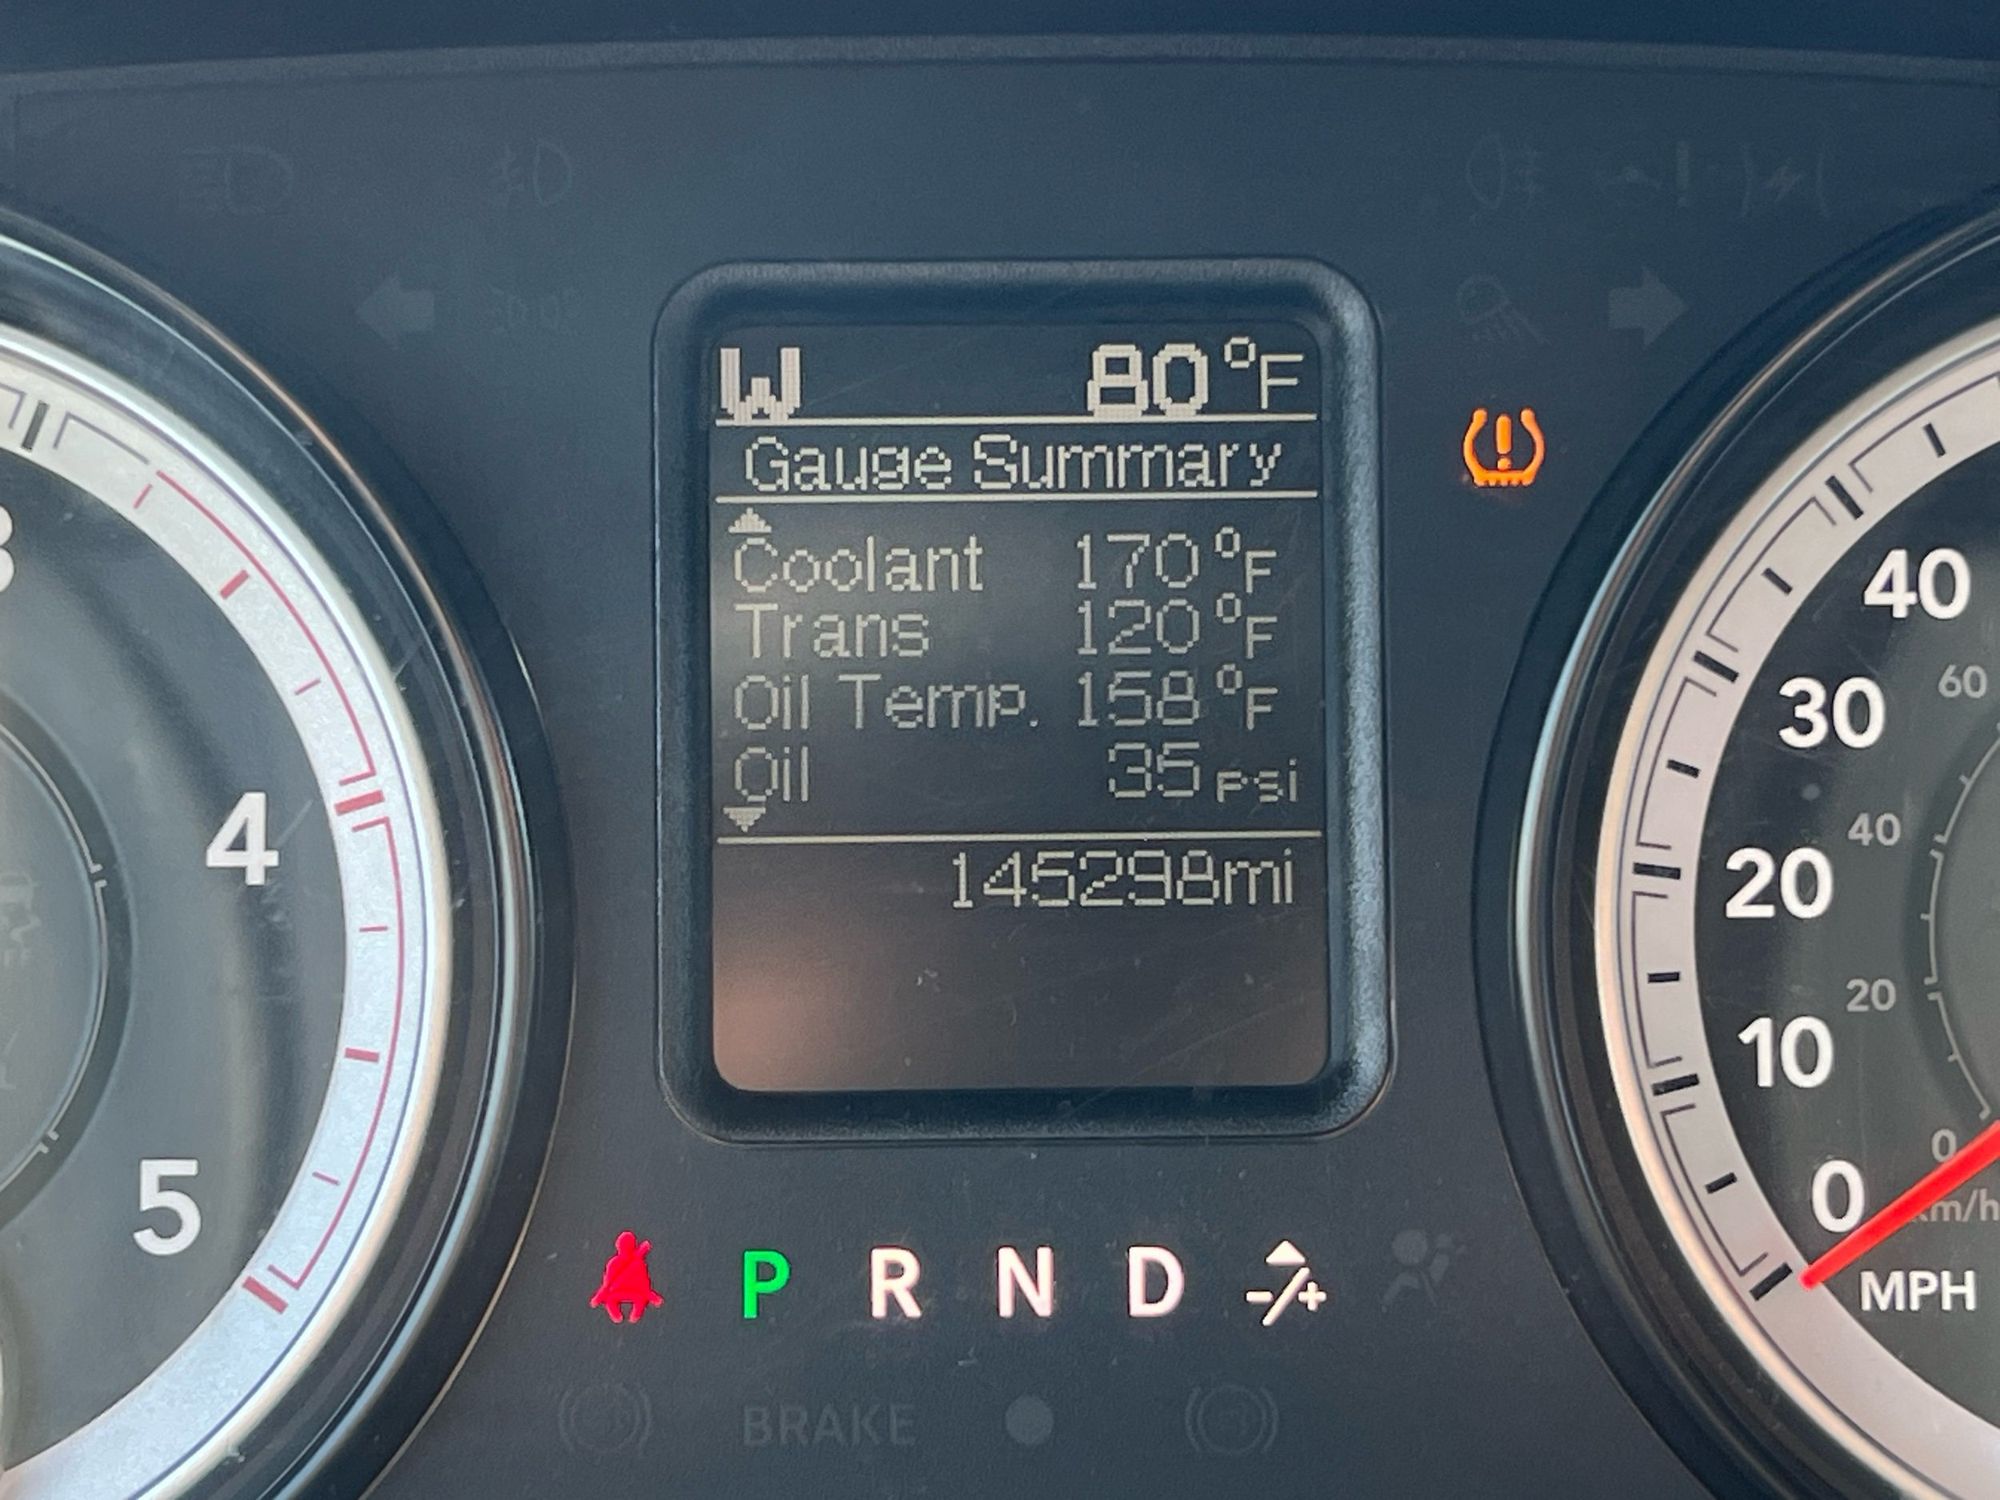 W 80°F
Gauge Summary
Coolant 170°F
Trans 120°F
Oil Temp. 158°F
Oil 35 psi
145298mi
4
5
40
30
20
10
0
MPH
60
40
20
0
km/h
P R N D -/+
BRAKE